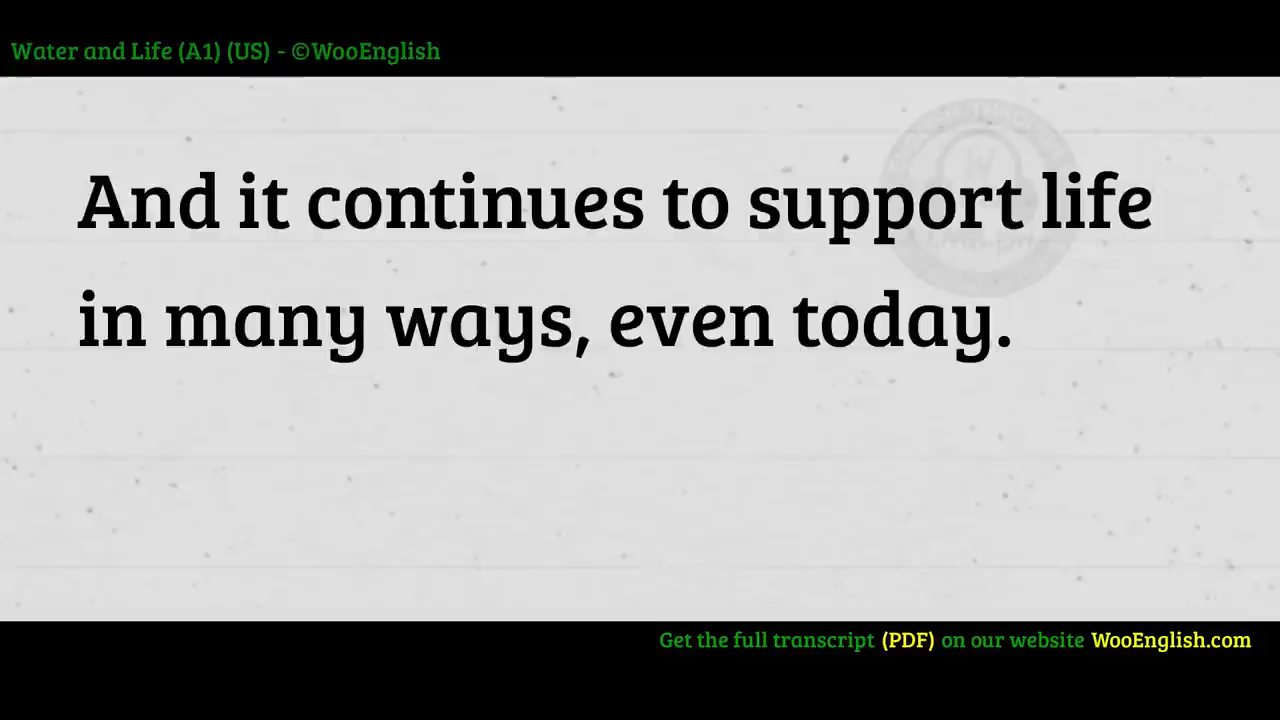 Water and Life (A1) (US) - ©WooEnglish
And it continues to support life
in many ways, even today.
Get the full transcript (PDF) on our website WooEnglish.com